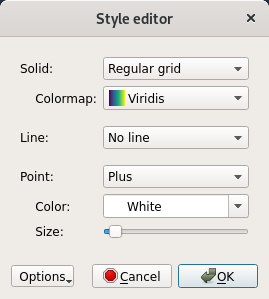 Style editor
Solid: Regular grid
Colormap: Viridis
Line: No line
Point: Plus
Color: White
Size:
Options Cancel OK